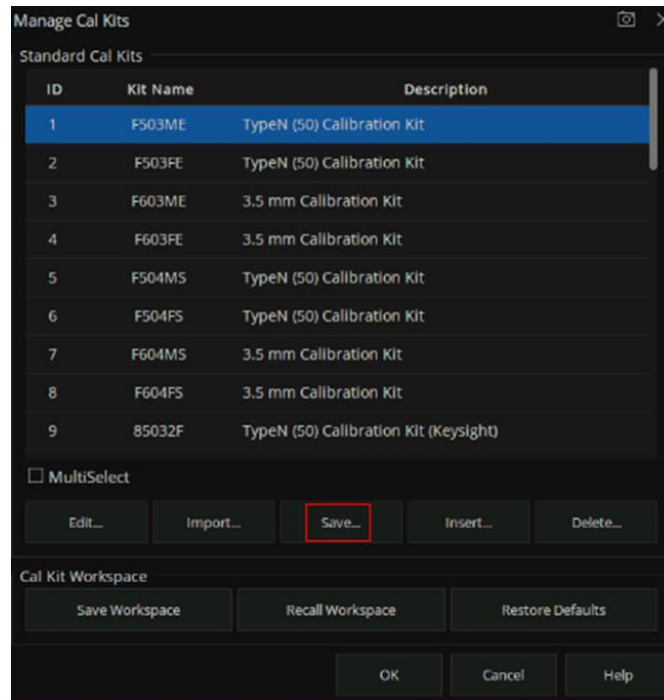 Manage Cal Kits
Standard Cal Kits
ID Kit Name Description
1 F503ME TypeN (50) Calibration Kit
2 F503FE TypeN (50) Calibration Kit
3 F603ME 3.5 mm Calibration Kit
4 F603FE 3.5 mm Calibration Kit
5 F504MS TypeN (50) Calibration Kit
6 F504FS TypeN (50) Calibration Kit
7 F604MS 3.5 mm Calibration Kit
8 F604FS 3.5 mm Calibration Kit
9 85032F TypeN (50) Calibration Kit (Keysight)
MultiSelect
Edit... Import... Save... Insert... Delete...
Cal Kit Workspace
Save Workspace Recall Workspace Restore Defaults
OK Cancel Help